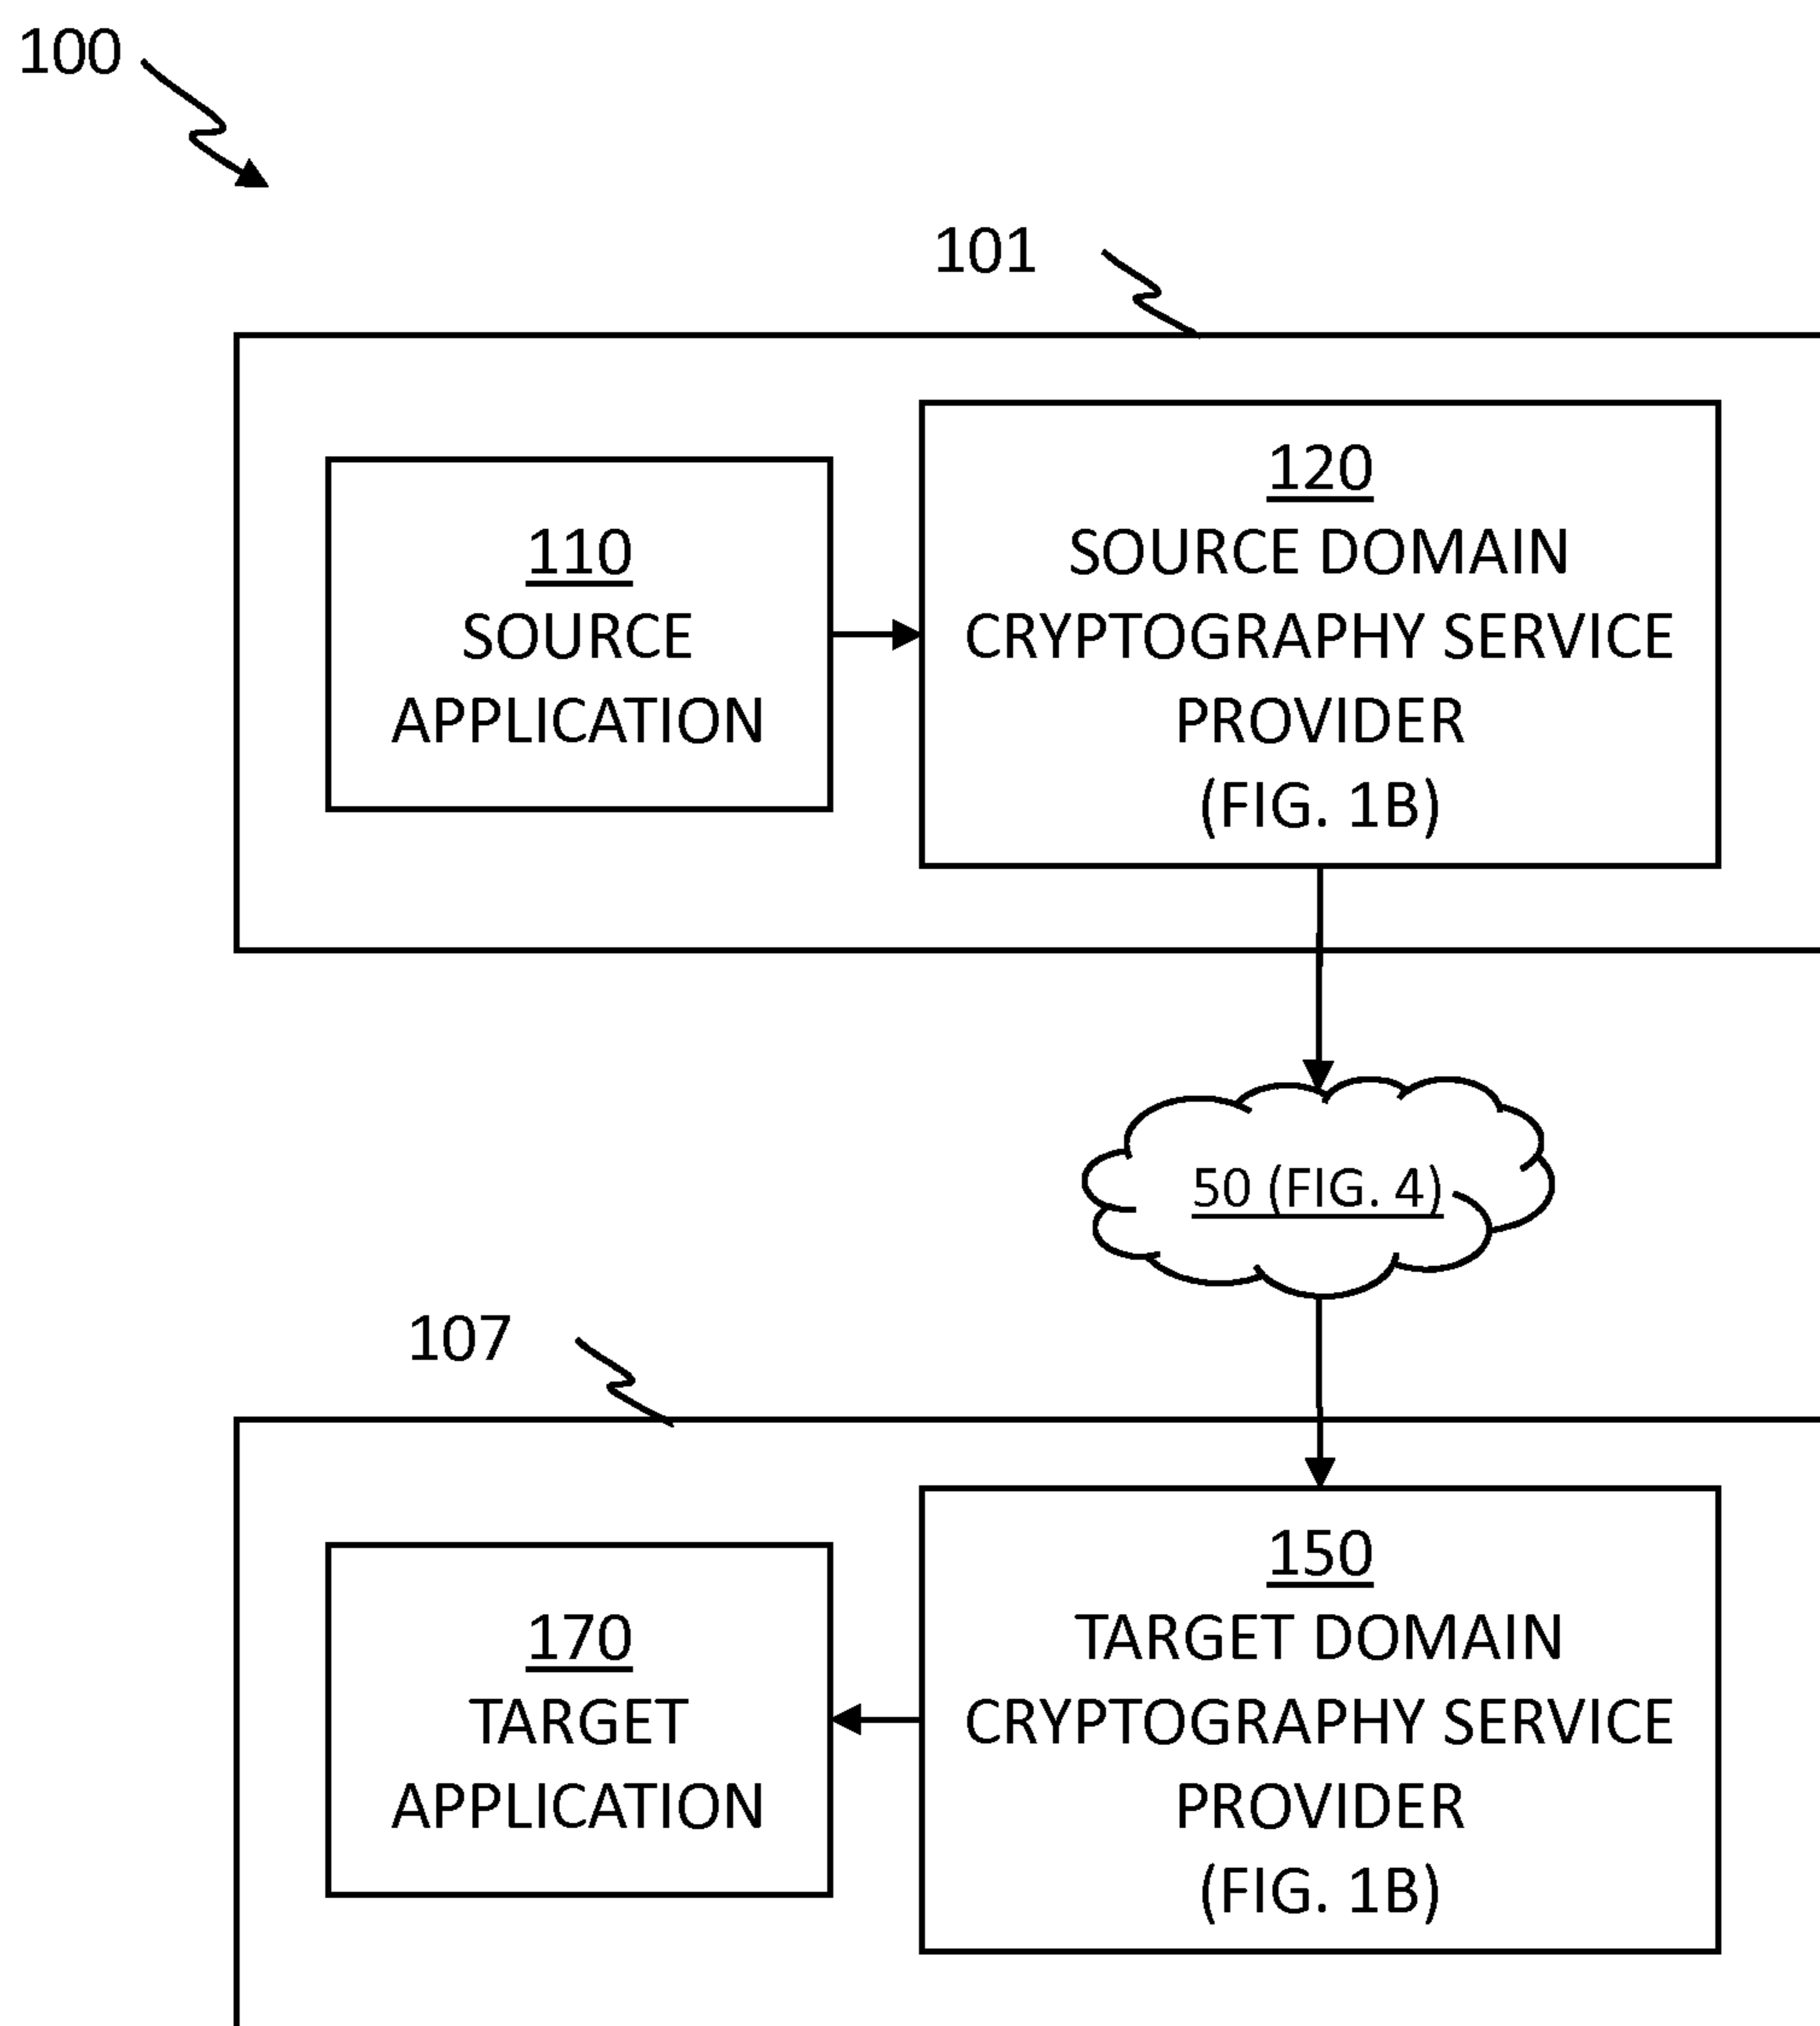 100
101
110
SOURCE
APPLICATION
120
SOURCE DOMAIN
CRYPTOGRAPHY SERVICE
PROVIDER
(FIG. 1B)
50 (FIG. 4)
107
170
TARGET
APPLICATION
150
TARGET DOMAIN
CRYPTOGRAPHY SERVICE
PROVIDER
(FIG. 1B)